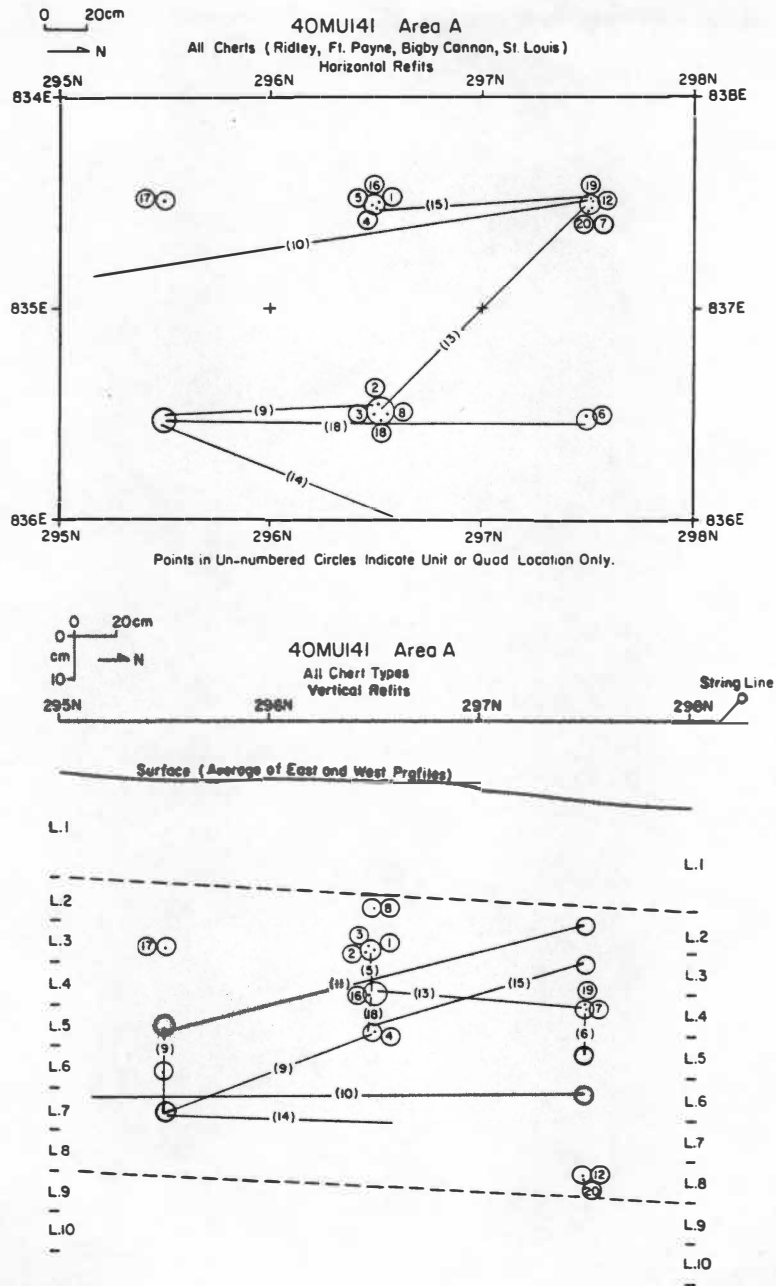 0 20cm
40MU141 Area A
N
All Cherts (Ridley, Ft. Payne, Bigby Cannon, St. Louis)
Horizontal Refits
295N 296N 297N 298N
834E 838E
17 5 16 1 4 (15) 19 12 20 7
(10)
835E 837E
(13)
2
(9) 3 8 6
(18) 18
(14)
836E 836E
295N 296N 297N 298N
Points in Un-numbered Circles Indicate Unit or Quad Location Only.
0 20cm
0
cm
10
N
40MU141 Area A
All Chert Types
Vertical Refits
String Line
295N 296N 297N 298N
Surface (Average of East and West Profiles)
L.1 L.1
L.2 8 L.2
L.3 17 3 1 2 L.3
(5) (11) (15)
L.4 16 (13) 19 7 L.4
(18)
L.5 4 (6) L.5
(9)
L.6 (9) L.6
(10)
L.7 (14) L.7
L.8 12 L.8
20
L.9 L.9
L.10 L.10